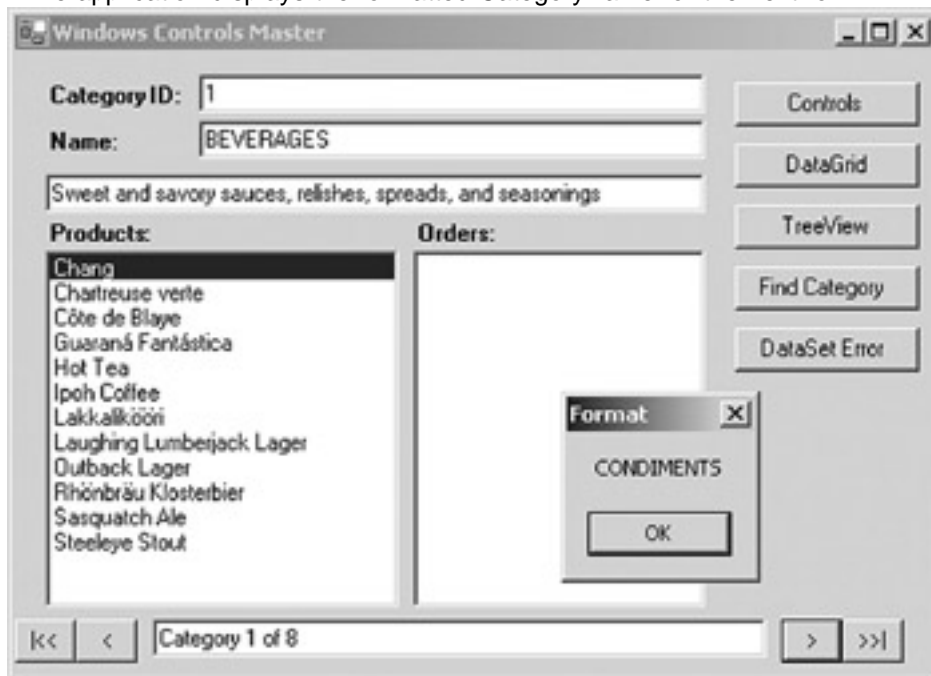 Windows Controls Master
Category ID: 1
Controls
Name: BEVERAGES
DataGrid
Sweet and savory sauces, relishes, spreads, and seasonings
TreeView
Products:
Orders:
Chang
Chartreuse verte
Côte de Blaye
Guaraná Fantástica
Hot Tea
Ipoh Coffee
Lakkalikööri
Laughing Lumberjack Lager
Outback Lager
Rhönbräu Klosterbier
Sasquatch Ale
Steeleye Stout
Find Category
DataSet Error
Format
CONDIMENTS
OK
|<< < Category 1 of 8 > >>|